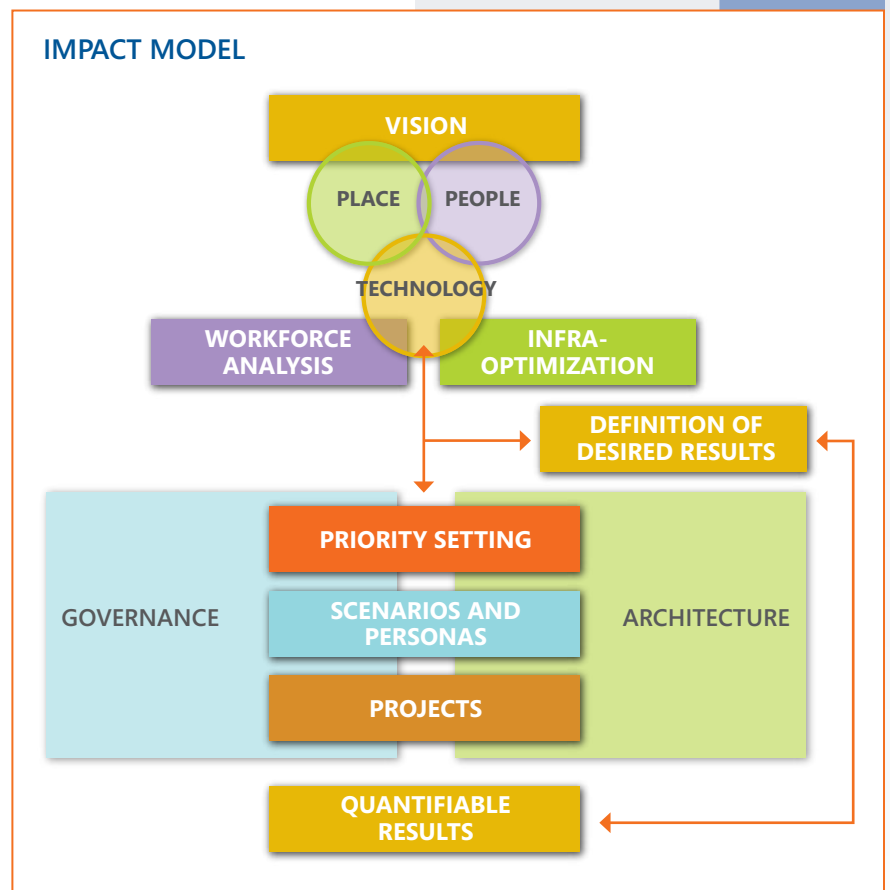 IMPACT MODEL
VISION
PLACE
PEOPLE
TECHNOLOGY
WORKFORCE
ANALYSIS
INFRA-
OPTIMIZATION
DEFINITION OF
DESIRED RESULTS
PRIORITY SETTING
GOVERNANCE
SCENARIOS AND
PERSONAS
ARCHITECTURE
PROJECTS
QUANTIFIABLE
RESULTS